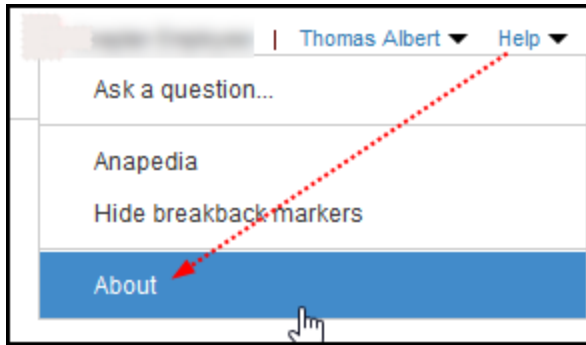 | Thomas Albert Help
Ask a question...
Anapedia
Hide breakback markers
About